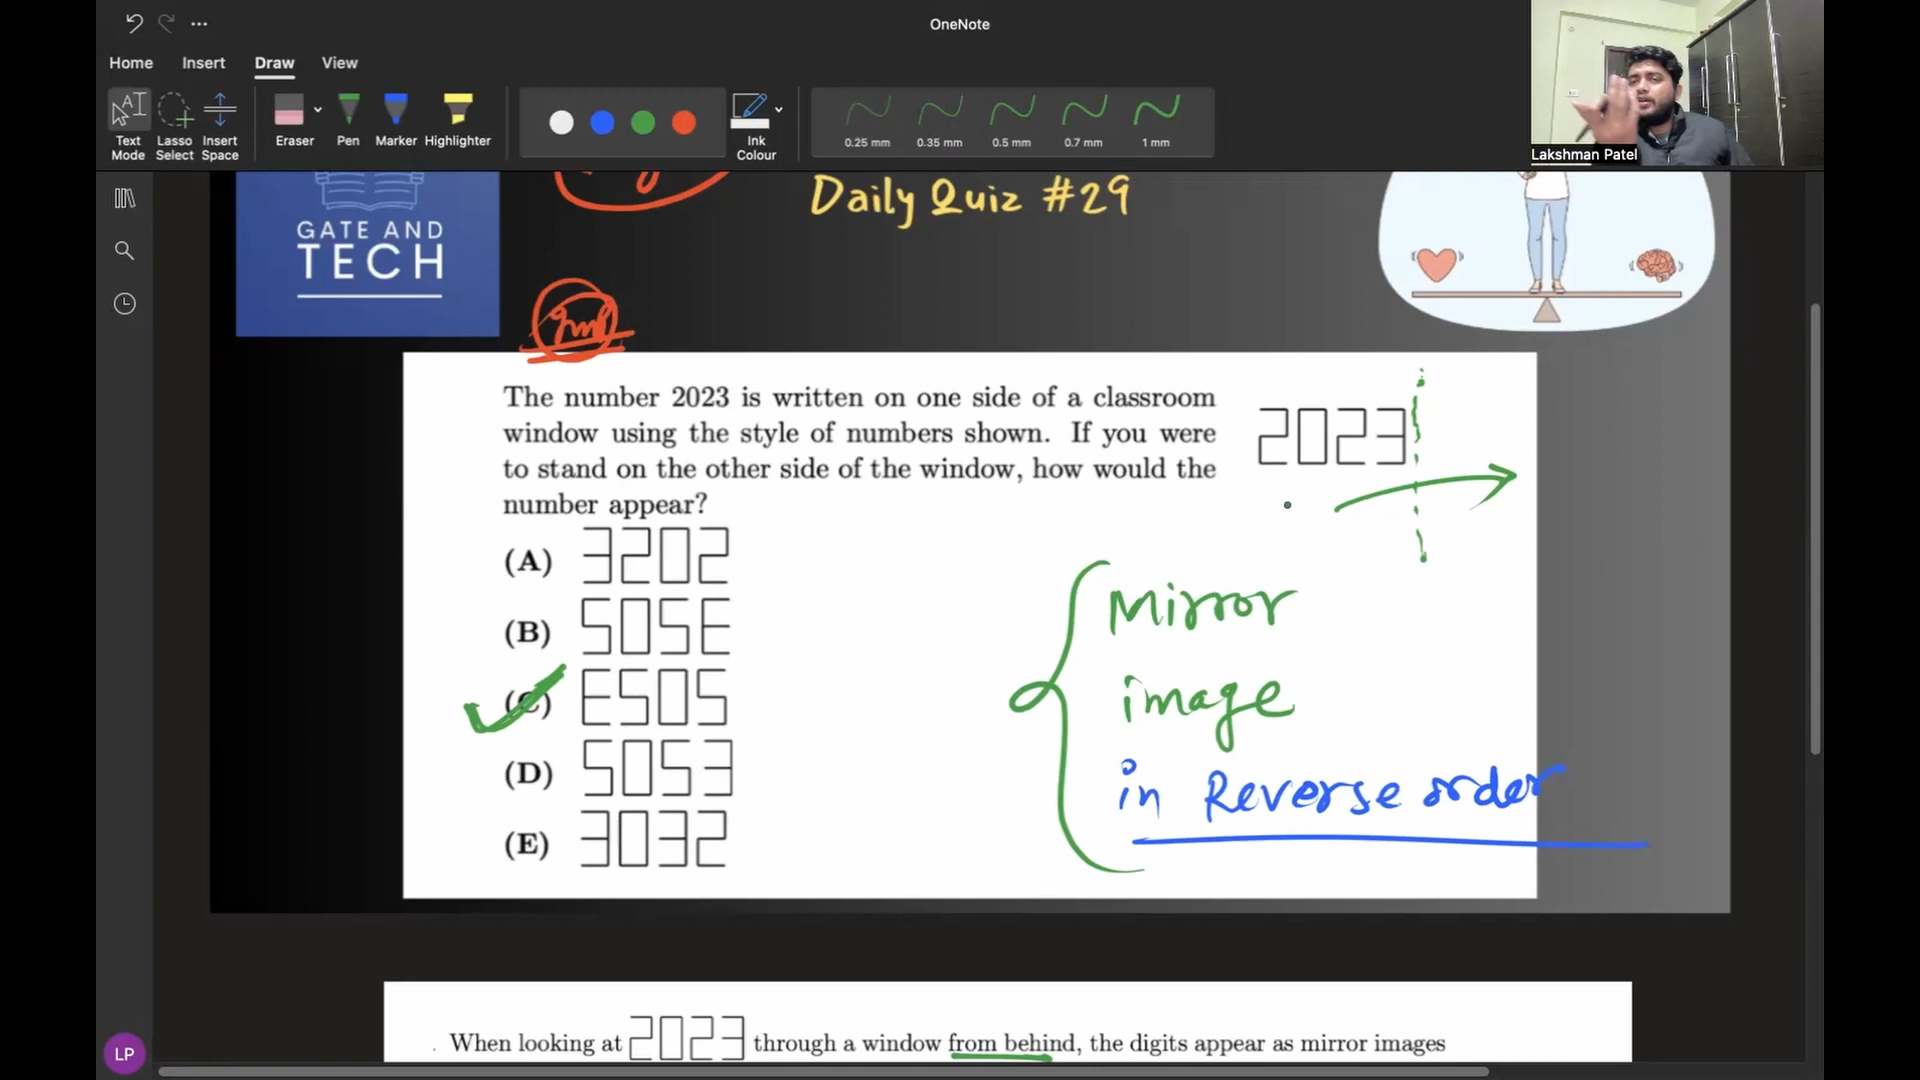 OneNote
Home Insert Draw View
Text Mode
Lasso Select
Insert Space
Eraser
Pen
Marker
Highlighter
Ink Colour
0.25 mm
0.35 mm
0.5 mm
0.7 mm
1 mm
Lakshman Patel
GATE AND
TECH
Daily Quiz #29
The number 2023 is written on one side of a classroom
window using the style of numbers shown. If you were
to stand on the other side of the window, how would the
number appear?
2023
(A) 3202
(B) SOSE
(C) ESOS
(D) SOS3
(E) 3032
Mirror
image
in Reverse order
When looking at 2023 through a window from behind, the digits appear as mirror images
LP